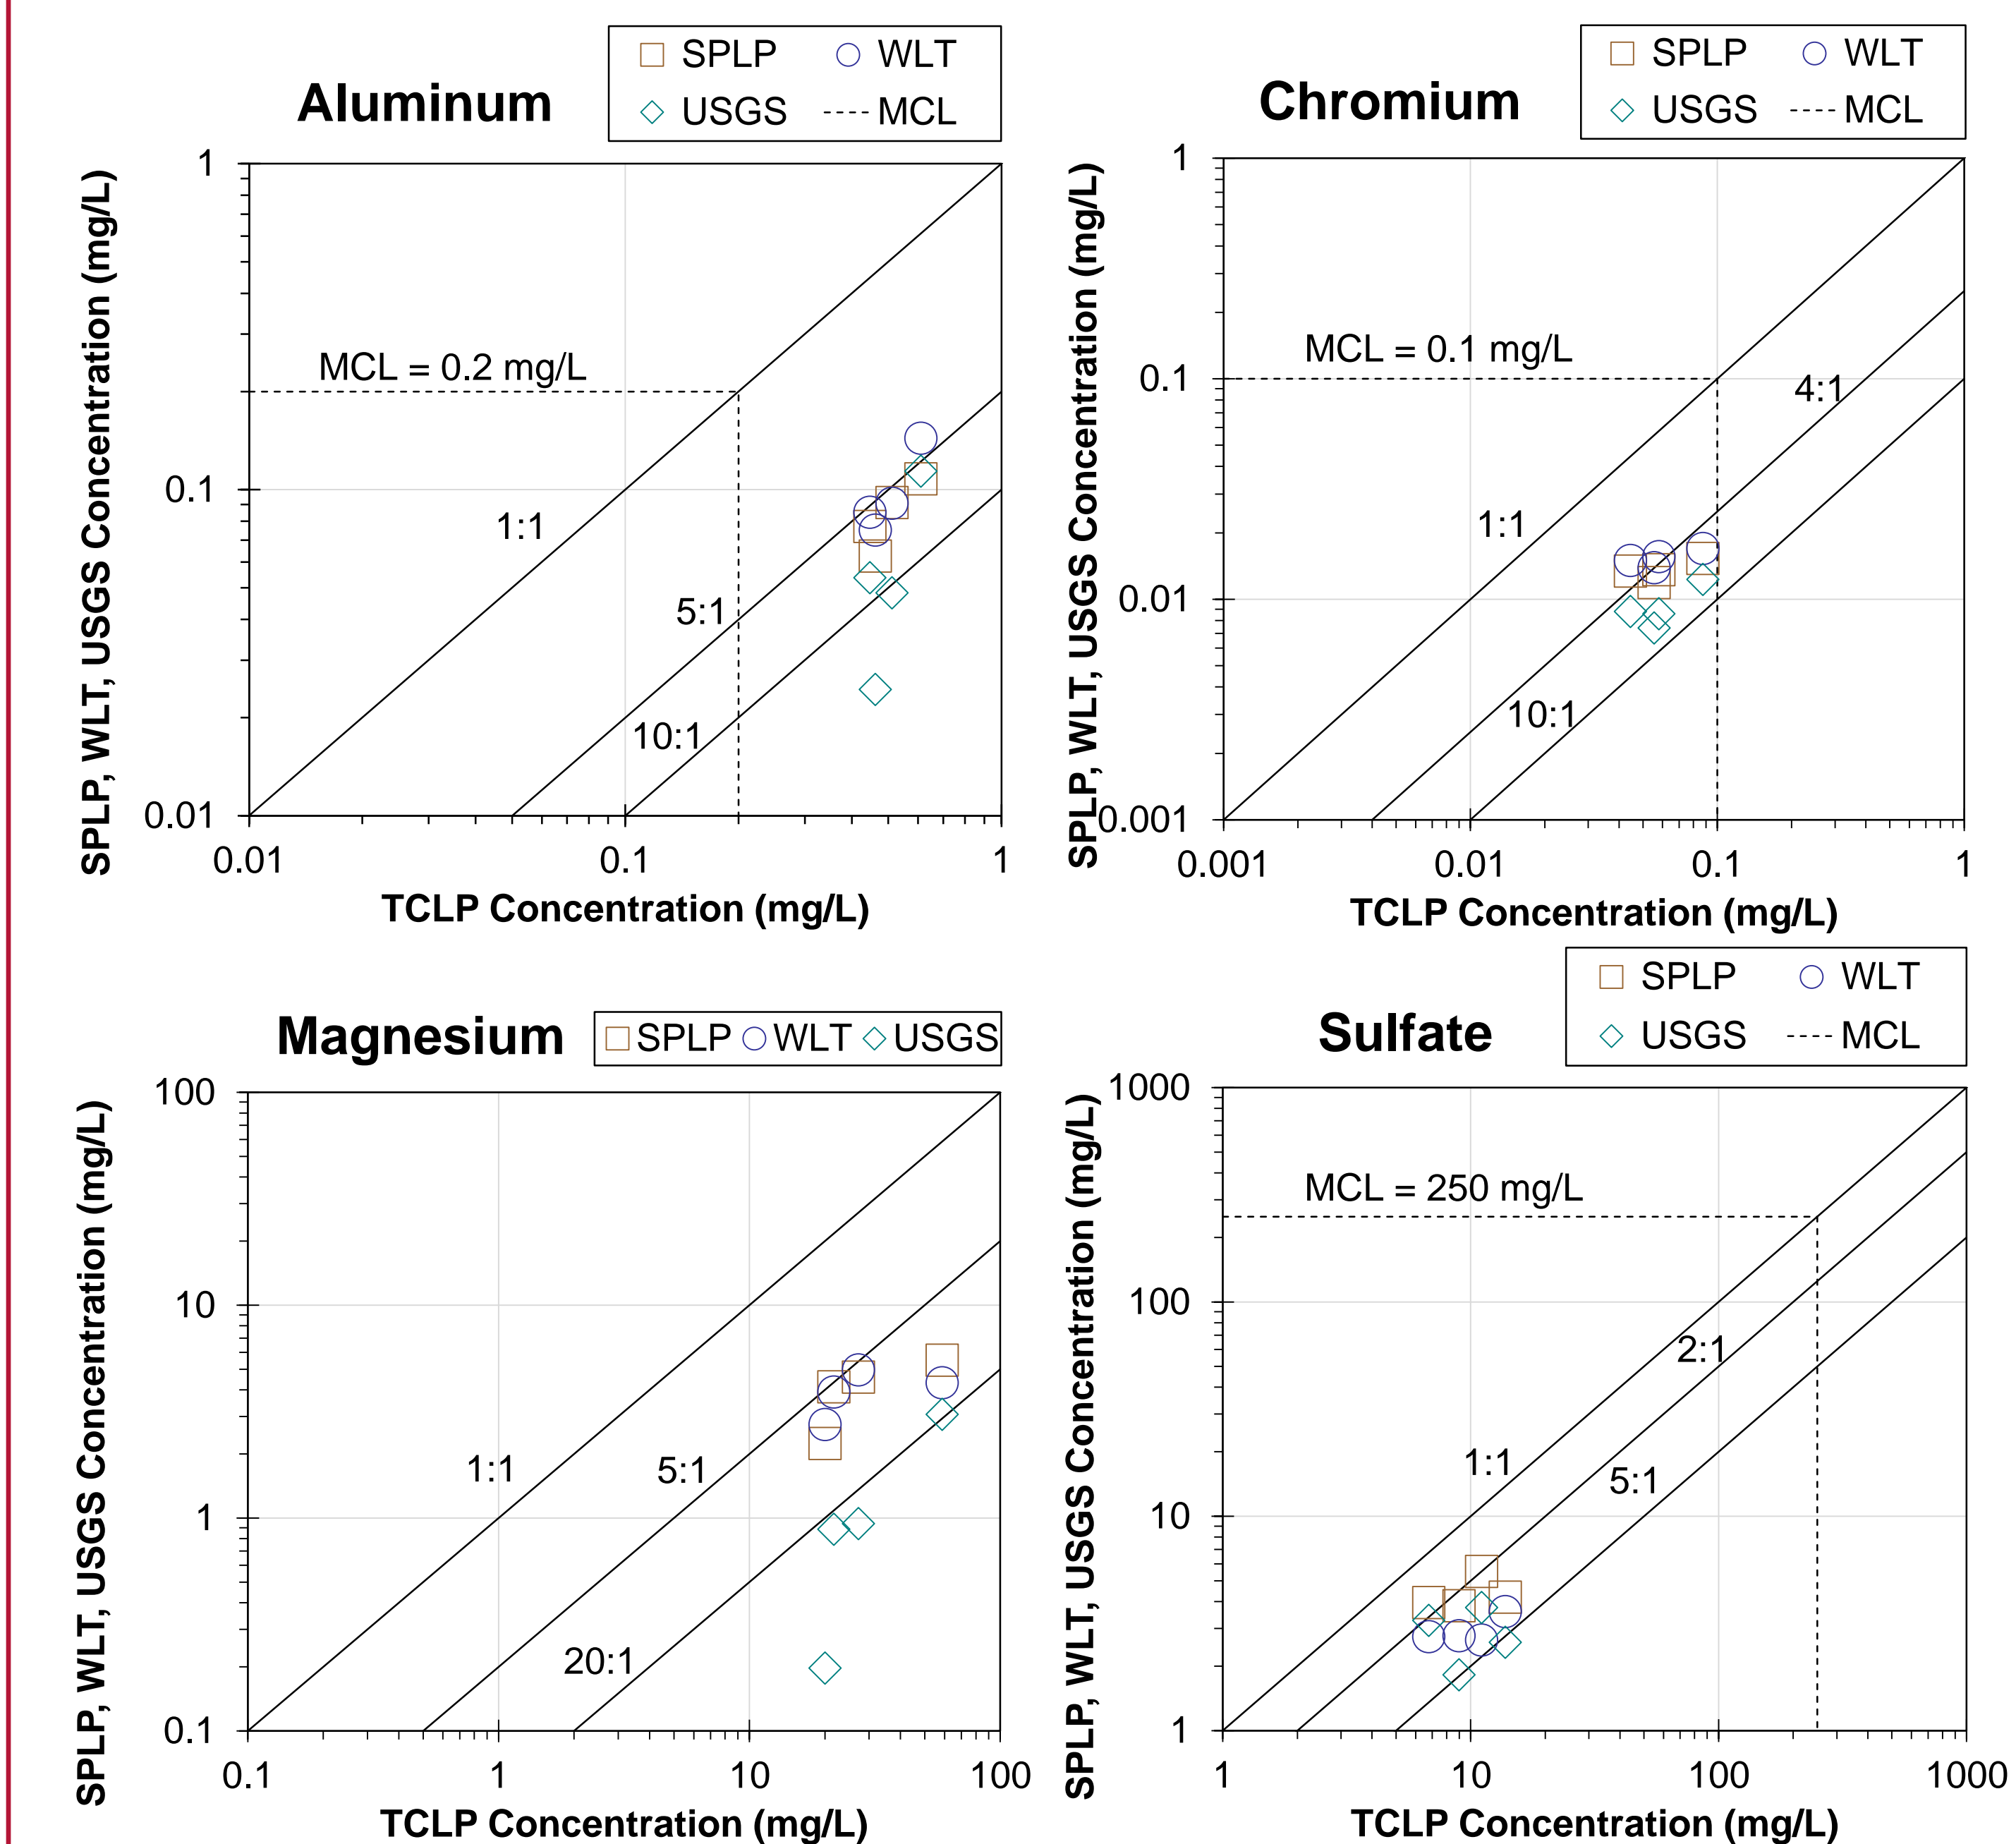 Aluminum
SPLP WLT
USGS MCL
SPLP, WLT, USGS Concentration (mg/L)
1
0.1
0.01
MCL = 0.2 mg/L
1:1
5:1
10:1
0.01 0.1 1
TCLP Concentration (mg/L)
Chromium
SPLP WLT
USGS MCL
SPLP, WLT, USGS Concentration (mg/L)
1
0.1
0.01
0.001
MCL = 0.1 mg/L
4:1
1:1
10:1
0.001 0.01 0.1 1
TCLP Concentration (mg/L)
Magnesium
SPLP WLT USGS
SPLP, WLT, USGS Concentration (mg/L)
100
10
1
0.1
1:1
5:1
20:1
0.1 1 10 100
TCLP Concentration (mg/L)
Sulfate
SPLP WLT
USGS MCL
SPLP, WLT, USGS Concentration (mg/L)
1000
100
10
1
MCL = 250 mg/L
2:1
1:1
5:1
1 10 100 1000
TCLP Concentration (mg/L)